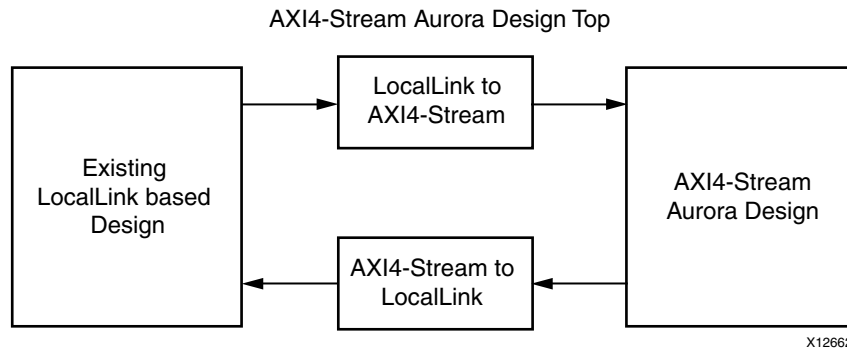 AXI4-Stream Aurora Design Top
LocalLink to
AXI4-Stream
Existing
LocalLink based
Design
AXI4-Stream
Aurora Design
AXI4-Stream to
LocalLink
X12662